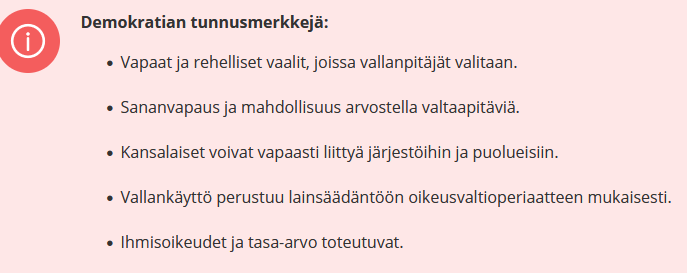 Demokratian tunnusmerkkejä:
• Vapaat ja rehelliset vaalit, joissa vallanpitäjät valitaan.
• Sananvapaus ja mahdollisuus arvostella valtaapitäviä.
• Kansalaiset voivat vapaasti liittyä järjestöihin ja puolueisiin.
• Vallankäyttö perustuu lainsäädäntöön oikeusvaltioperiaatteen mukaisesti.
• Ihmisoikeudet ja tasa-arvo toteutuvat.